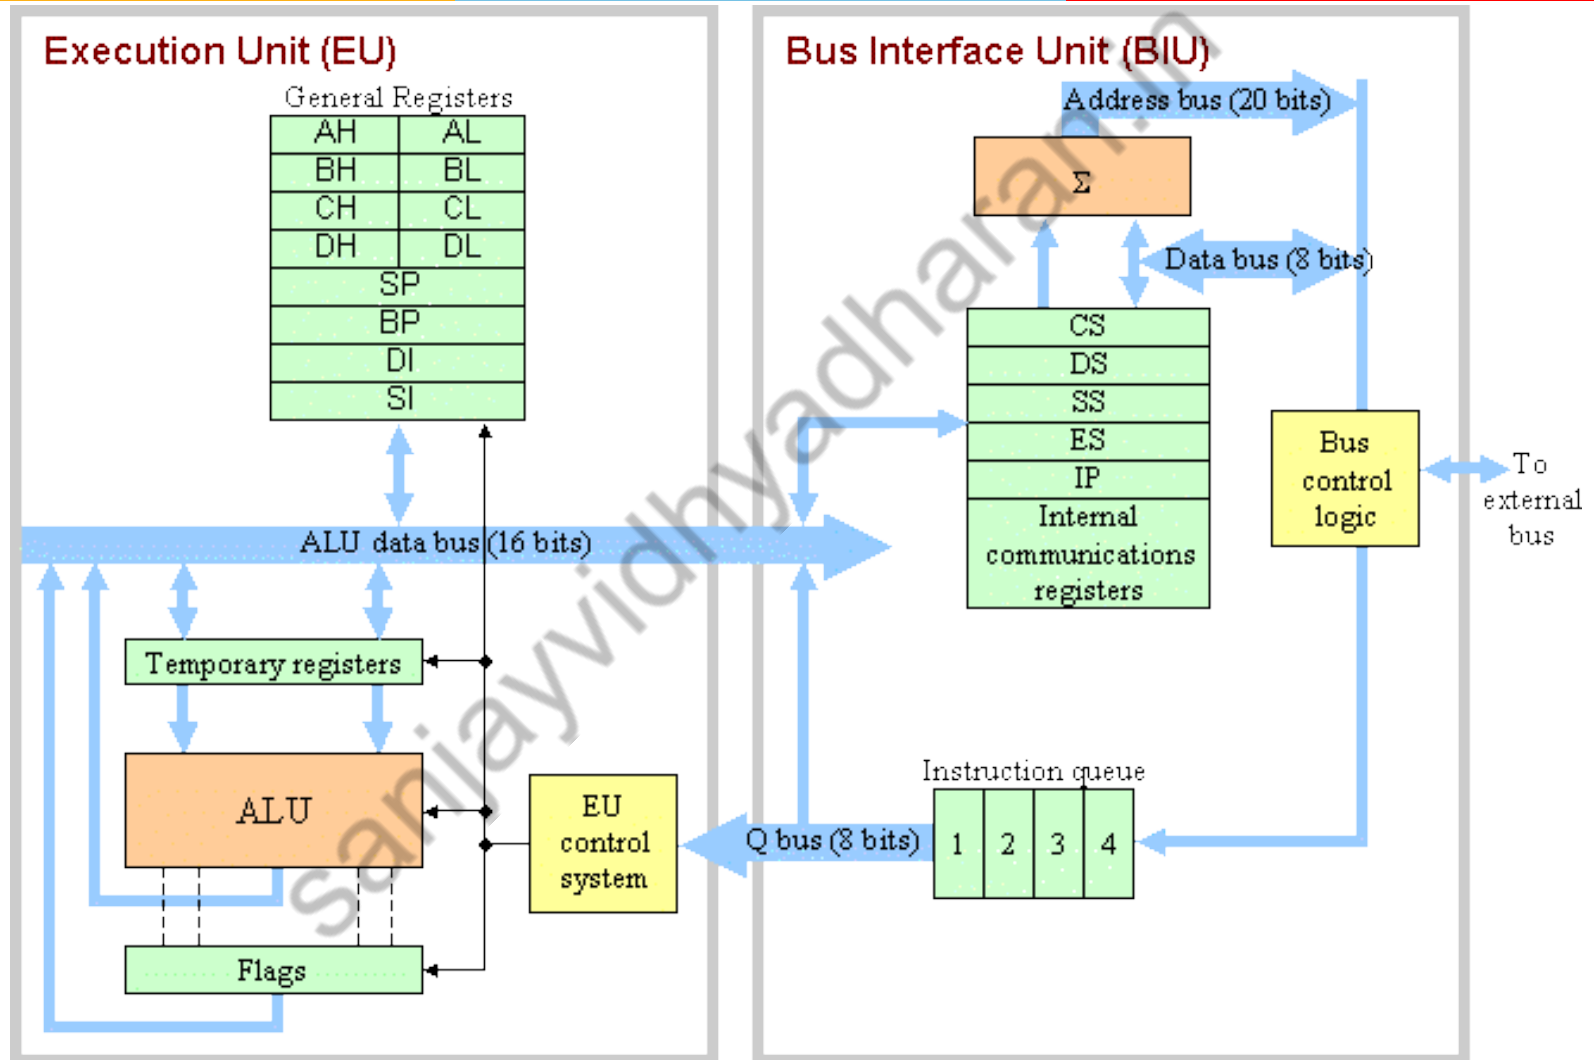 Execution Unit (EU)
General Registers
AH AL
BH BL
CH CL
DH DL
SP
BP
DI
SI
ALU data bus (16 bits)
Temporary registers
ALU
Flags
EU
control
system
Bus Interface Unit (BIU)
Address bus (20 bits)
Σ
Data bus (8 bits)
CS
DS
SS
ES
IP
Internal
communications
registers
Bus
control
logic
To
external
bus
Instruction queue
Q bus (8 bits)
1 2 3 4
sanjayvidhyadharan.in